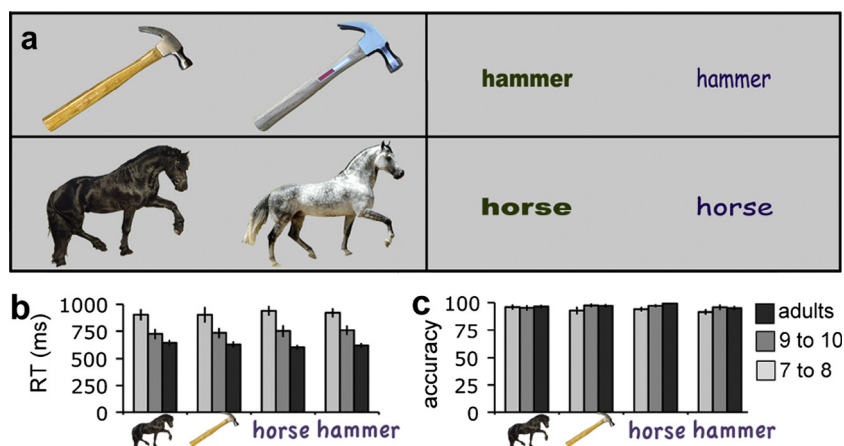 a
hammer hammer
horse horse
b
RT (ms)
1000
750
500
250
0
horse hammer
c
accuracy
100
75
50
25
0
horse hammer
adults
9 to 10
7 to 8